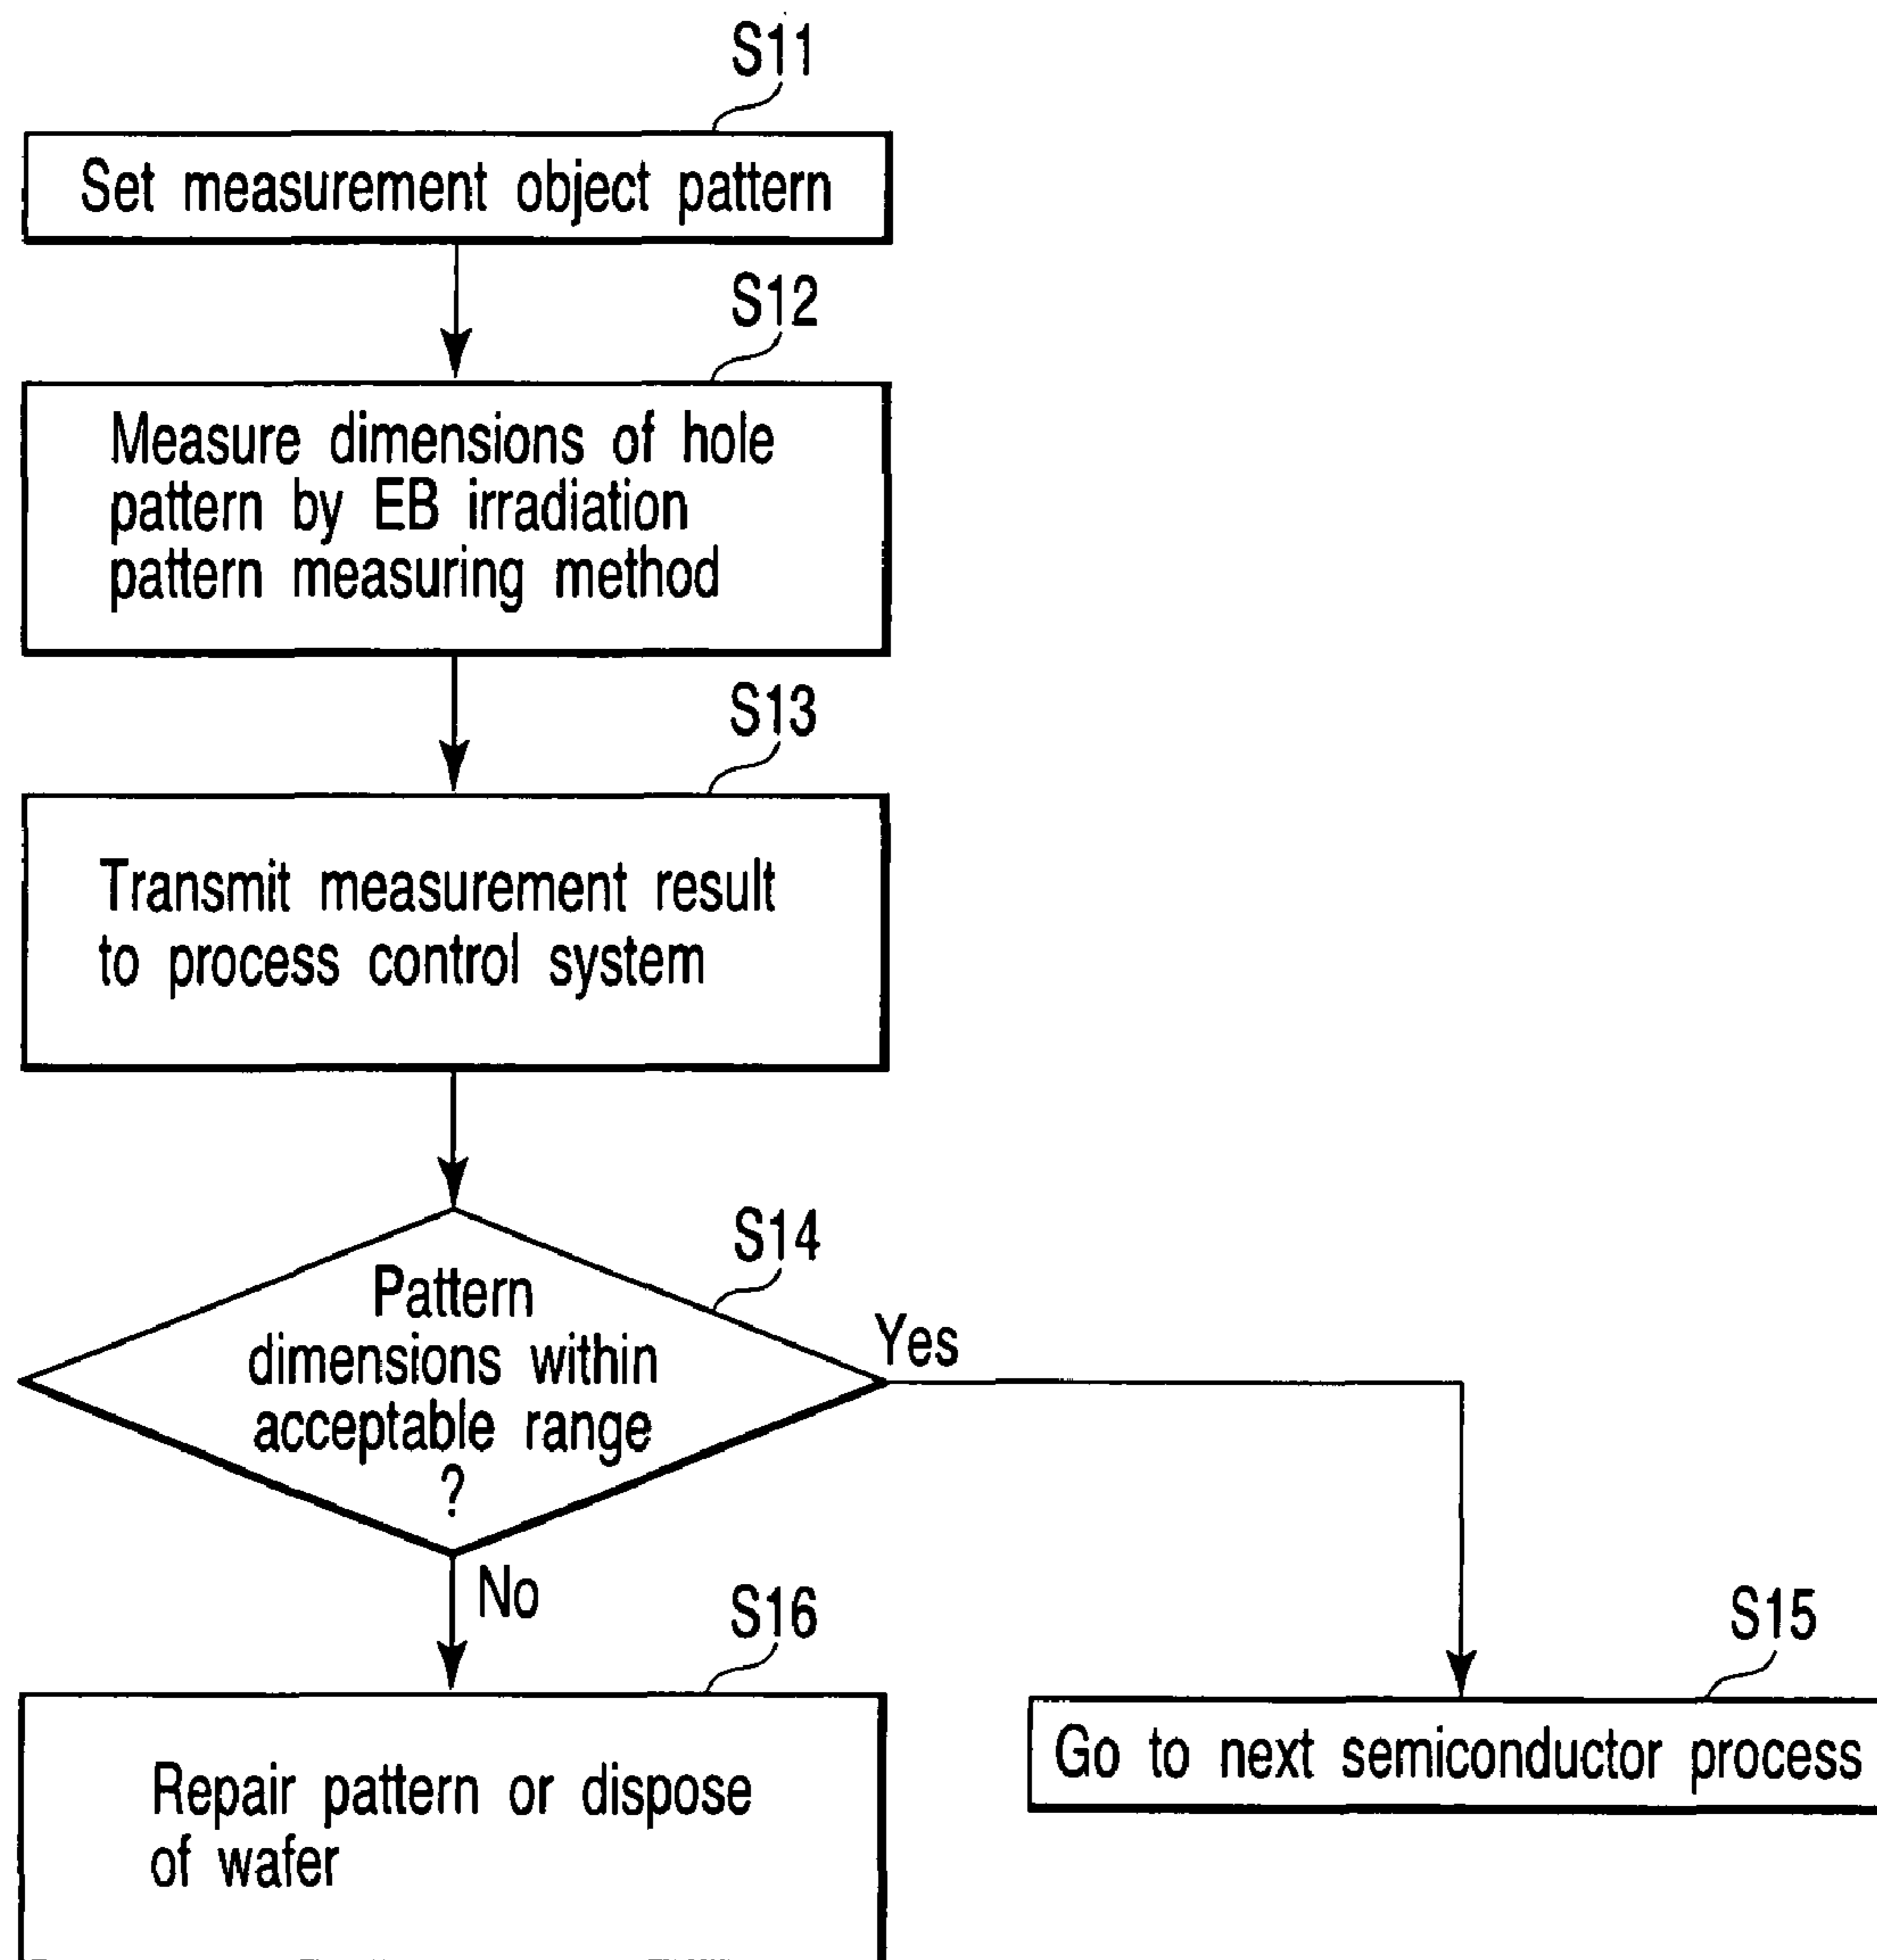 S11
Set measurement object pattern
S12
Measure dimensions of hole
pattern by EB irradiation
pattern measuring method
S13
Transmit measurement result
to process control system
S14
Pattern
dimensions within
acceptable range
?
Yes
No
S16
Repair pattern or dispose
of wafer
S15
Go to next semiconductor process